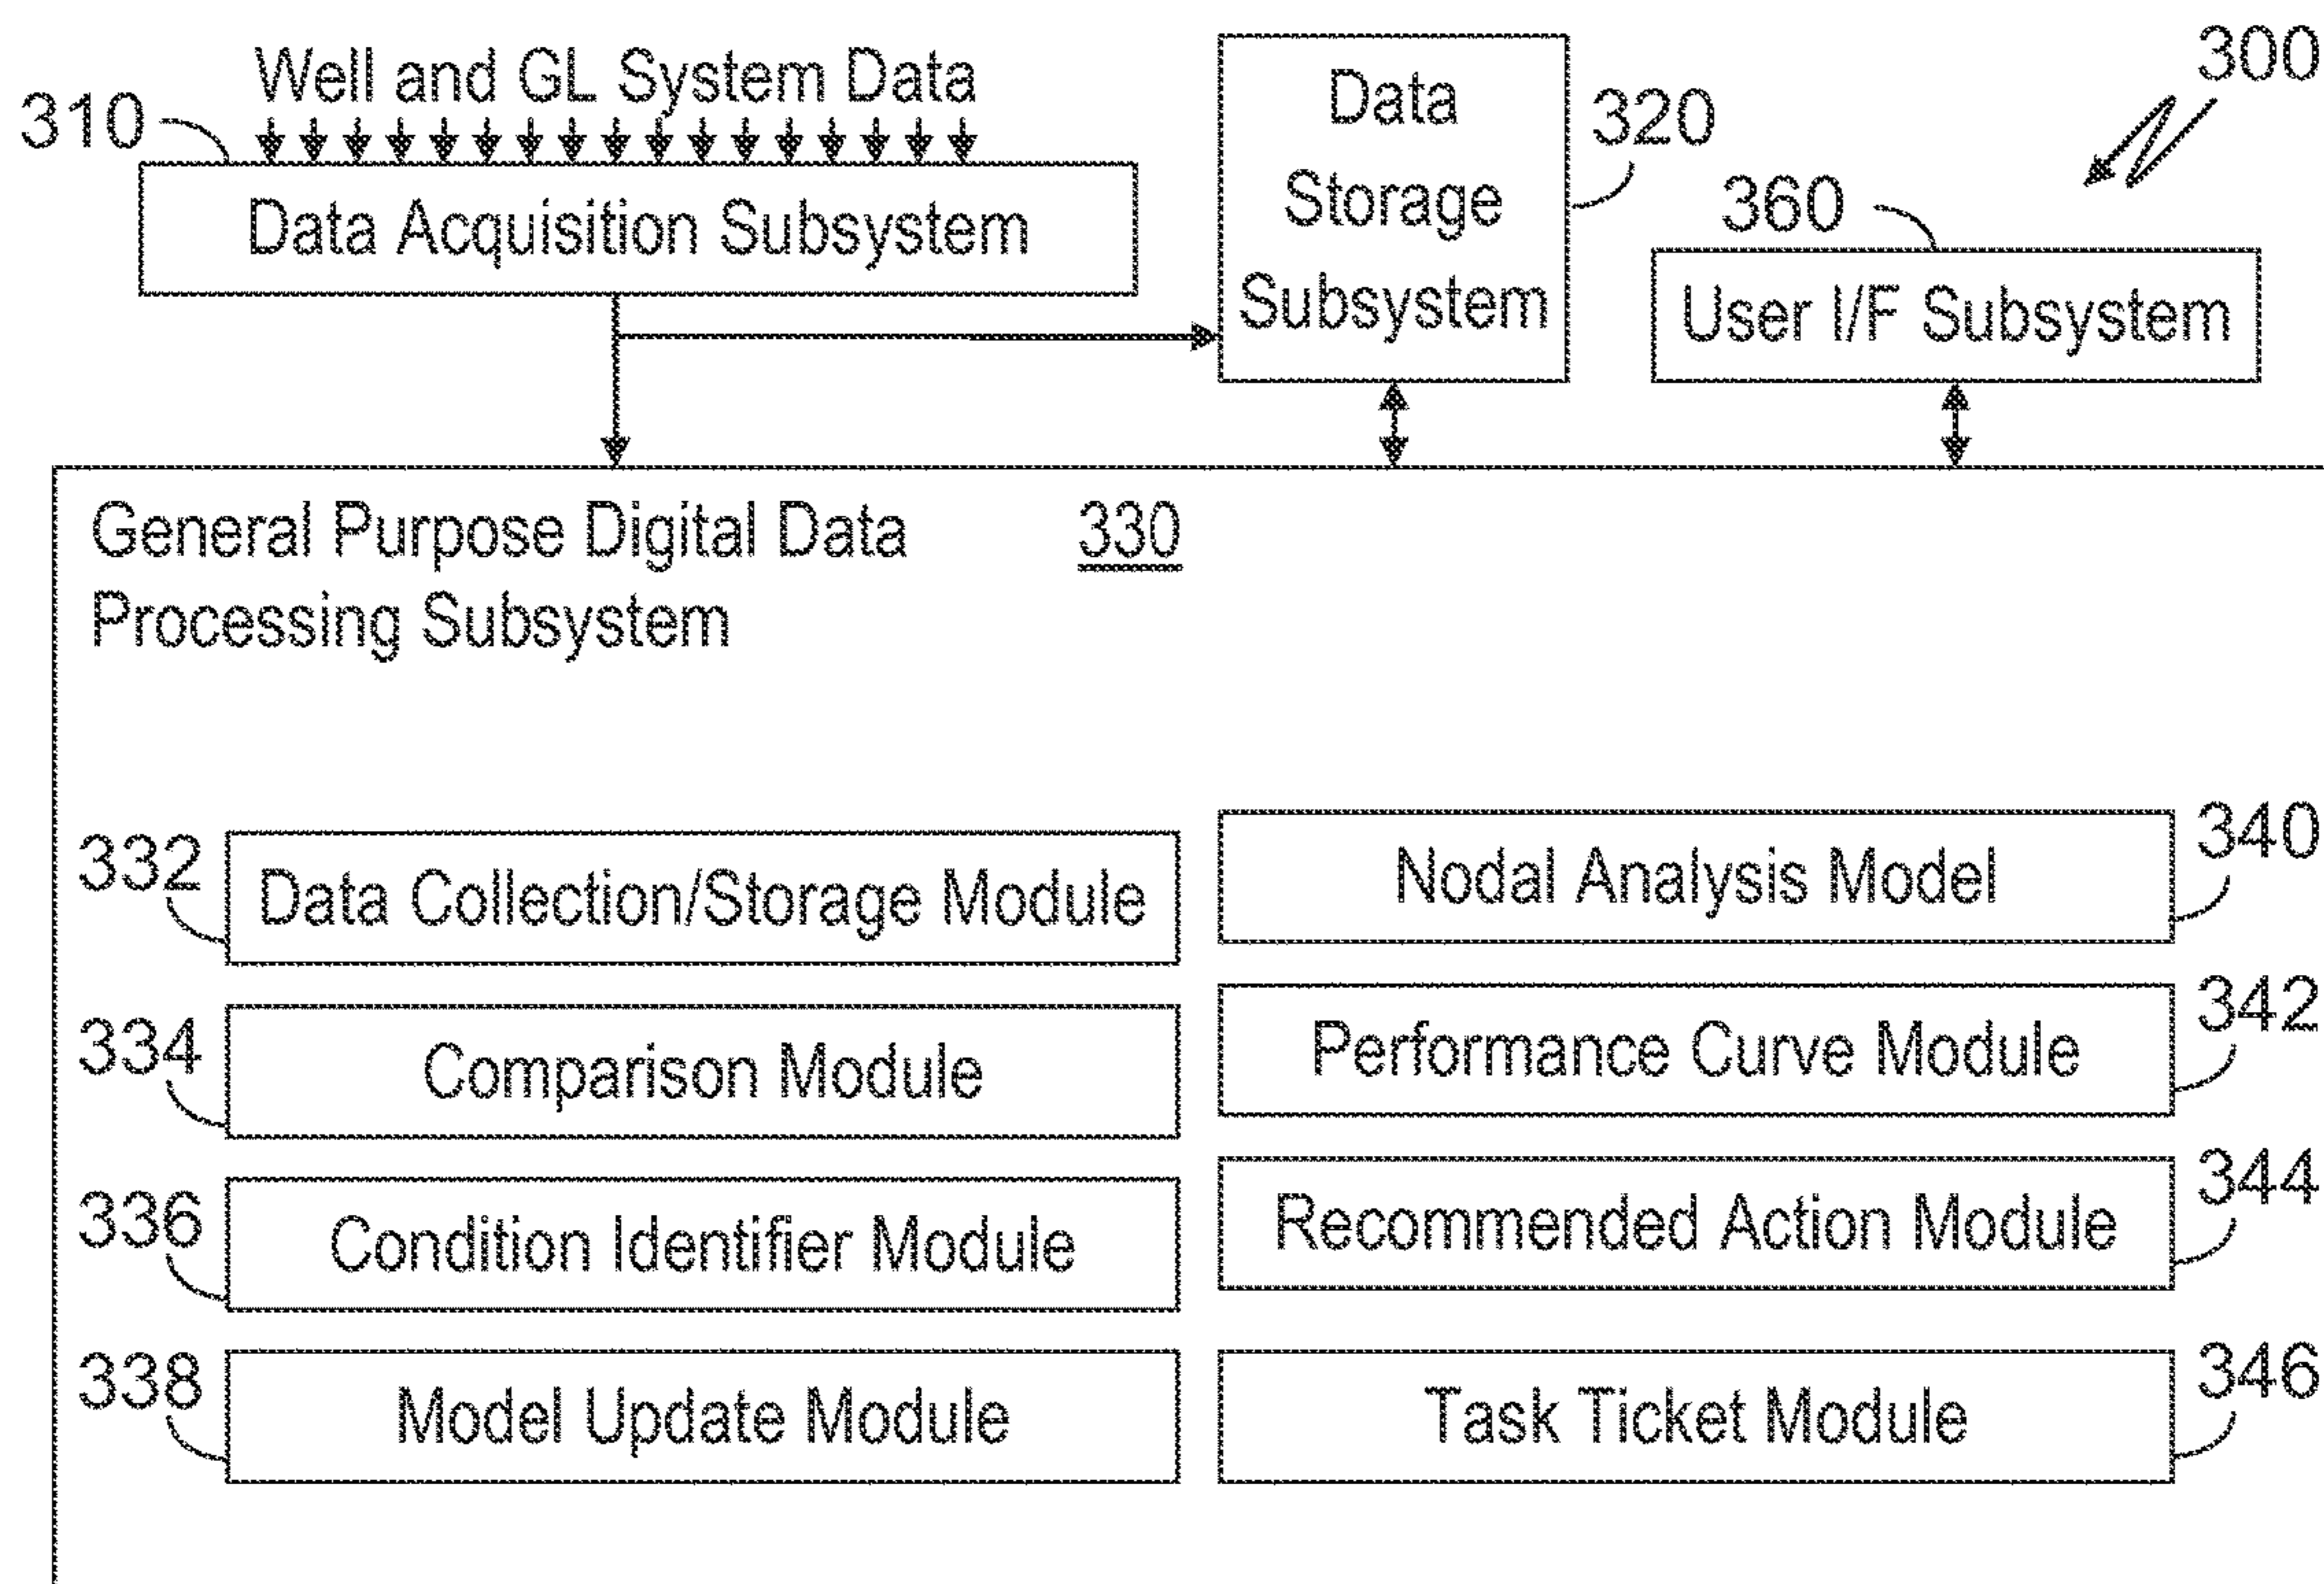 Well and GL System Data
300
310
Data Acquisition Subsystem
Data
Storage
Subsystem
320
360
User I/F Subsystem
General Purpose Digital Data
Processing Subsystem
330
332
Data Collection/Storage Module
340
Nodal Analysis Model
334
Comparison Module
342
Performance Curve Module
336
Condition Identifier Module
344
Recommended Action Module
338
Model Update Module
346
Task Ticket Module